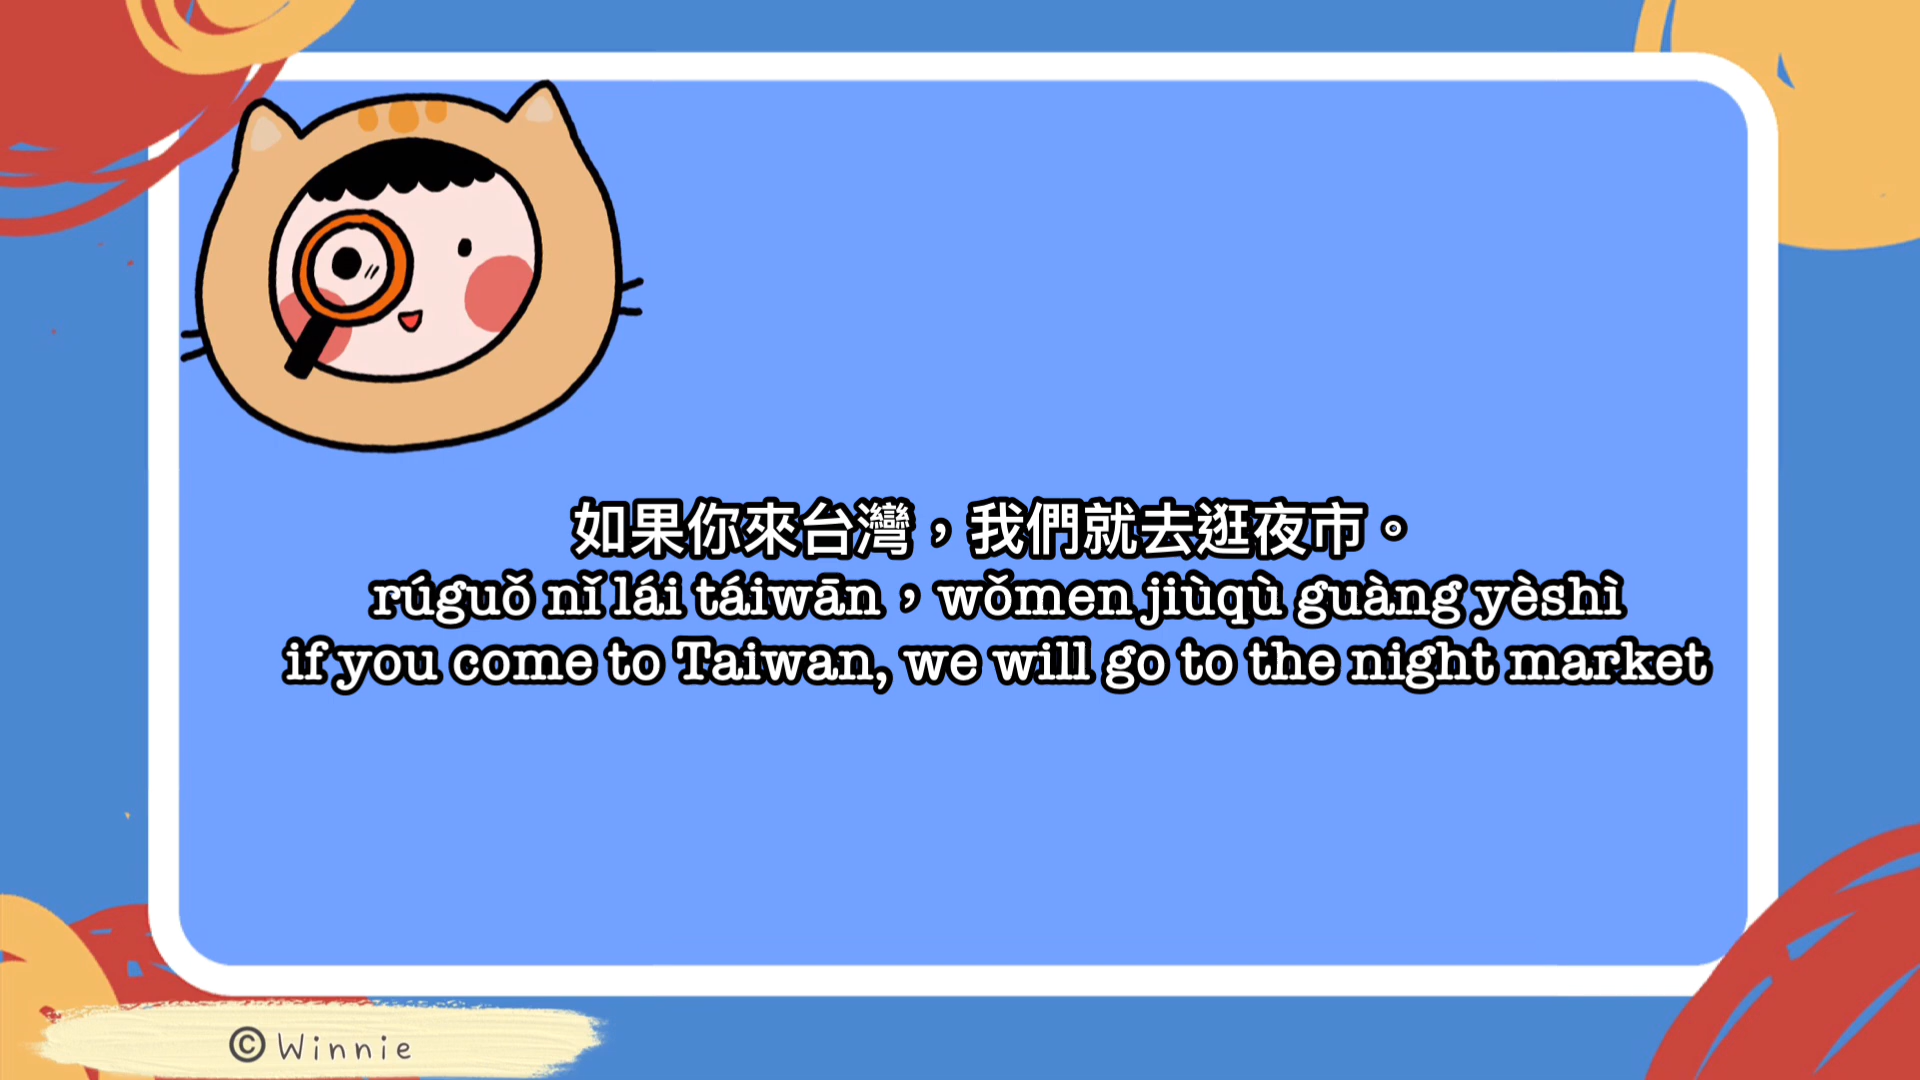 如果你來台灣，我們就去逛夜市。
rúguǒ nǐ lái táiwān，wǒmen jiùqù guàng yèshì
if you come to Taiwan, we will go to the night market
©Winnie